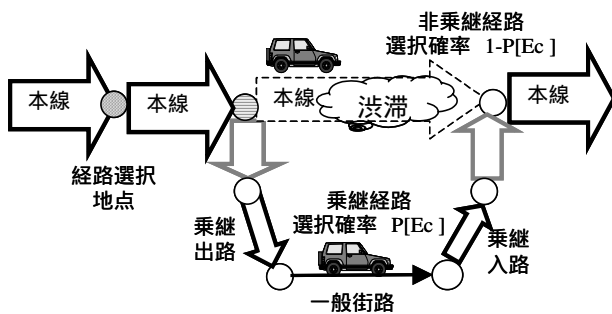 非乗継経路
選択確率 1-P[Ec ]
本線
本線
本線
渋滞
本線
経路選択
地点
乗継
出路
乗継経路
選択確率 P[Ec ]
乗継
入路
一般街路